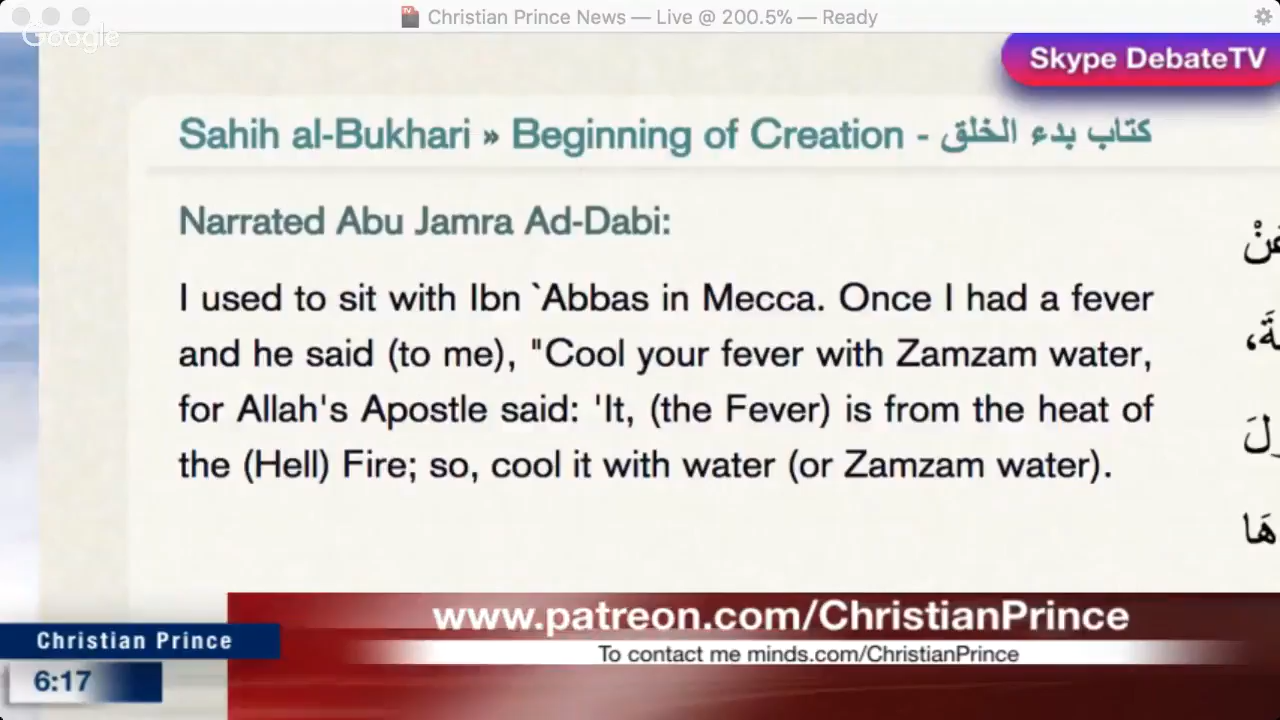 Christian Prince News — Live @ 200.5% — Ready
Google
Skype DebateTV
Sahih al-Bukhari » Beginning of Creation - كتاب بدء الخلق
Narrated Abu Jamra Ad-Dabi:
I used to sit with Ibn `Abbas in Mecca. Once I had a fever
and he said (to me), "Cool your fever with Zamzam water,
for Allah's Apostle said: 'It, (the Fever) is from the heat of
the (Hell) Fire; so, cool it with water (or Zamzam water).
www.patreon.com/ChristianPrince
Christian Prince
To contact me minds.com/ChristianPrince
6:17